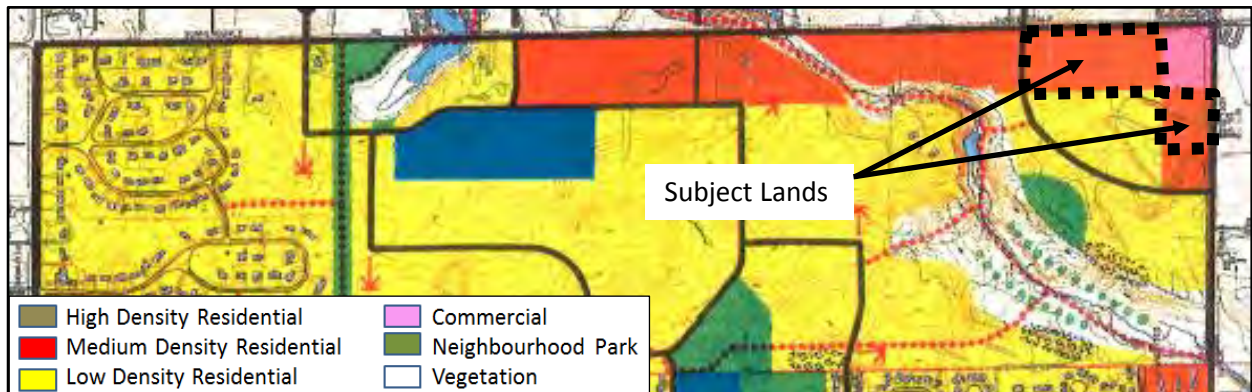 Subject Lands
High Density Residential
Commercial
Medium Density Residential
Neighbourhood Park
Low Density Residential
Vegetation